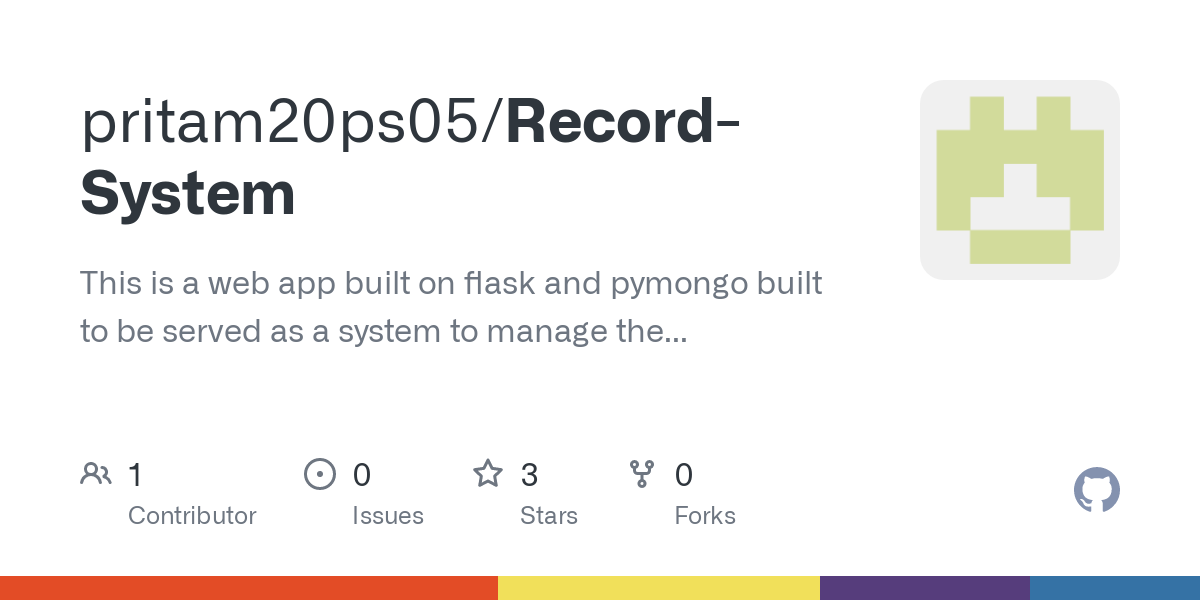 pritam20ps05/Record-
System
This is a web app built on flask and pymongo built
to be served as a system to manage the...
1 0 3 0
Contributor Issues Stars Forks